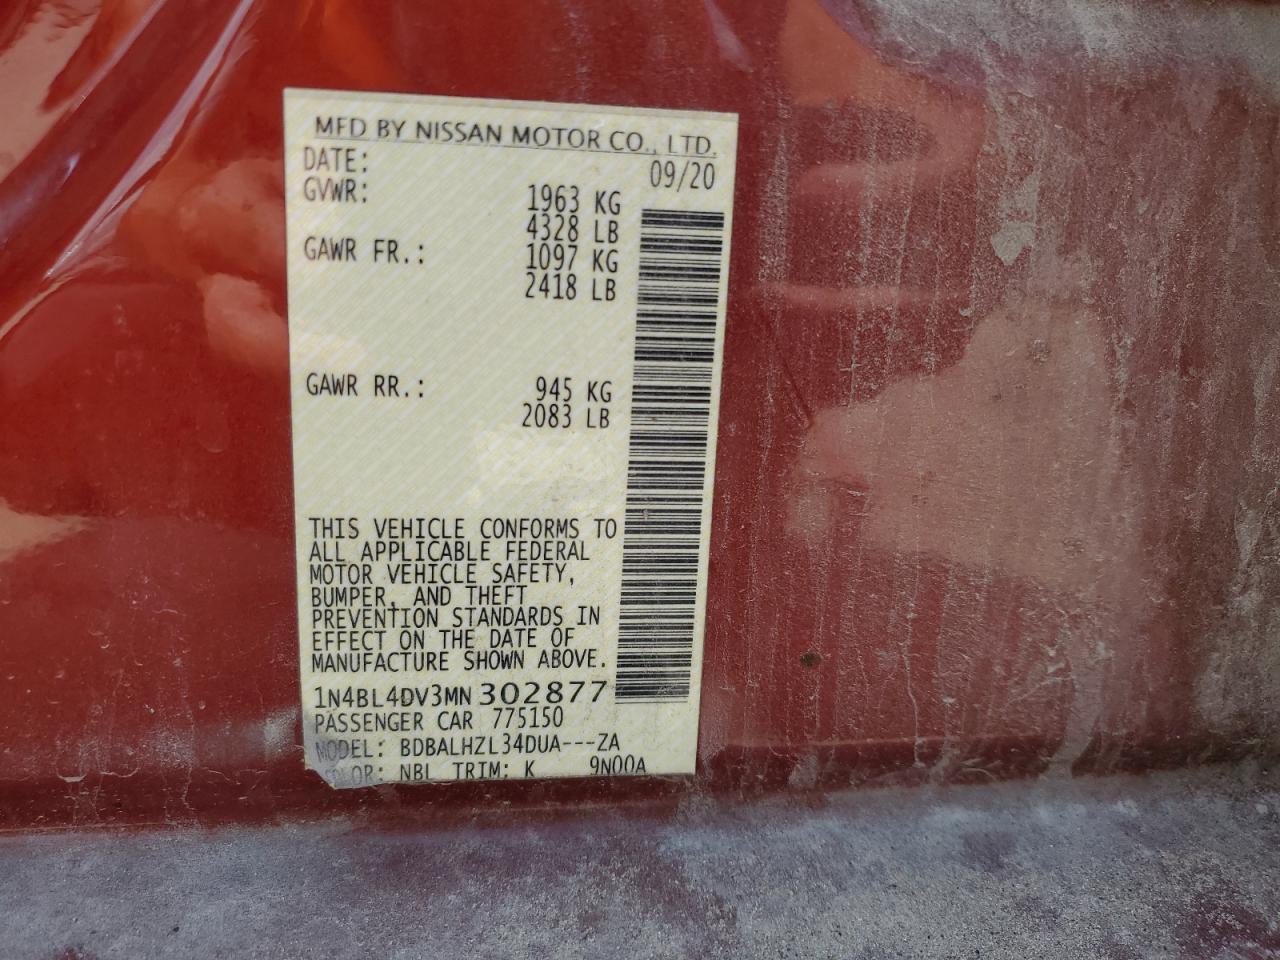 MFD BY NISSAN MOTOR CO., LTD.
DATE: 09/20
GVWR: 1963 KG
4328 LB
GAWR FR.: 1097 KG
2418 LB
GAWR RR.: 945 KG
2083 LB
THIS VEHICLE CONFORMS TO
ALL APPLICABLE FEDERAL
MOTOR VEHICLE SAFETY,
BUMPER, AND THEFT
PREVENTION STANDARDS IN
EFFECT ON THE DATE OF
MANUFACTURE SHOWN ABOVE.
1N4BL4DV3MN302877
PASSENGER CAR 775150
MODEL: BDBALHZL34DUA---ZA
COLOR: NBL TRIM: K 9N00A